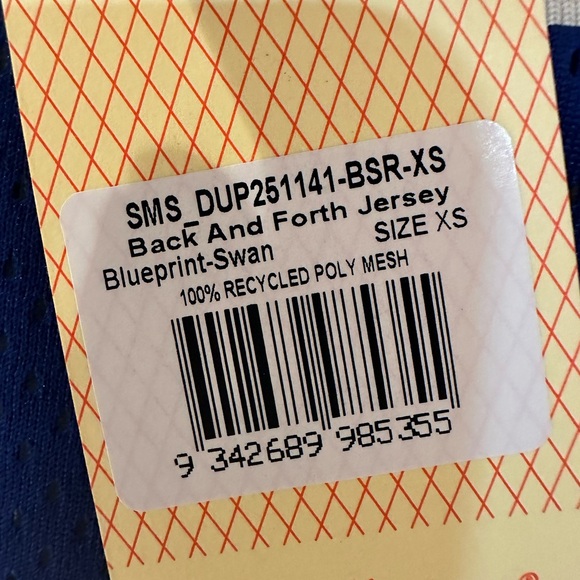 SMS_DUP251141-BSR-XS
Back And Forth Jersey
Blueprint-Swan SIZE XS
100% RECYCLED POLY MESH
9 342689 985355